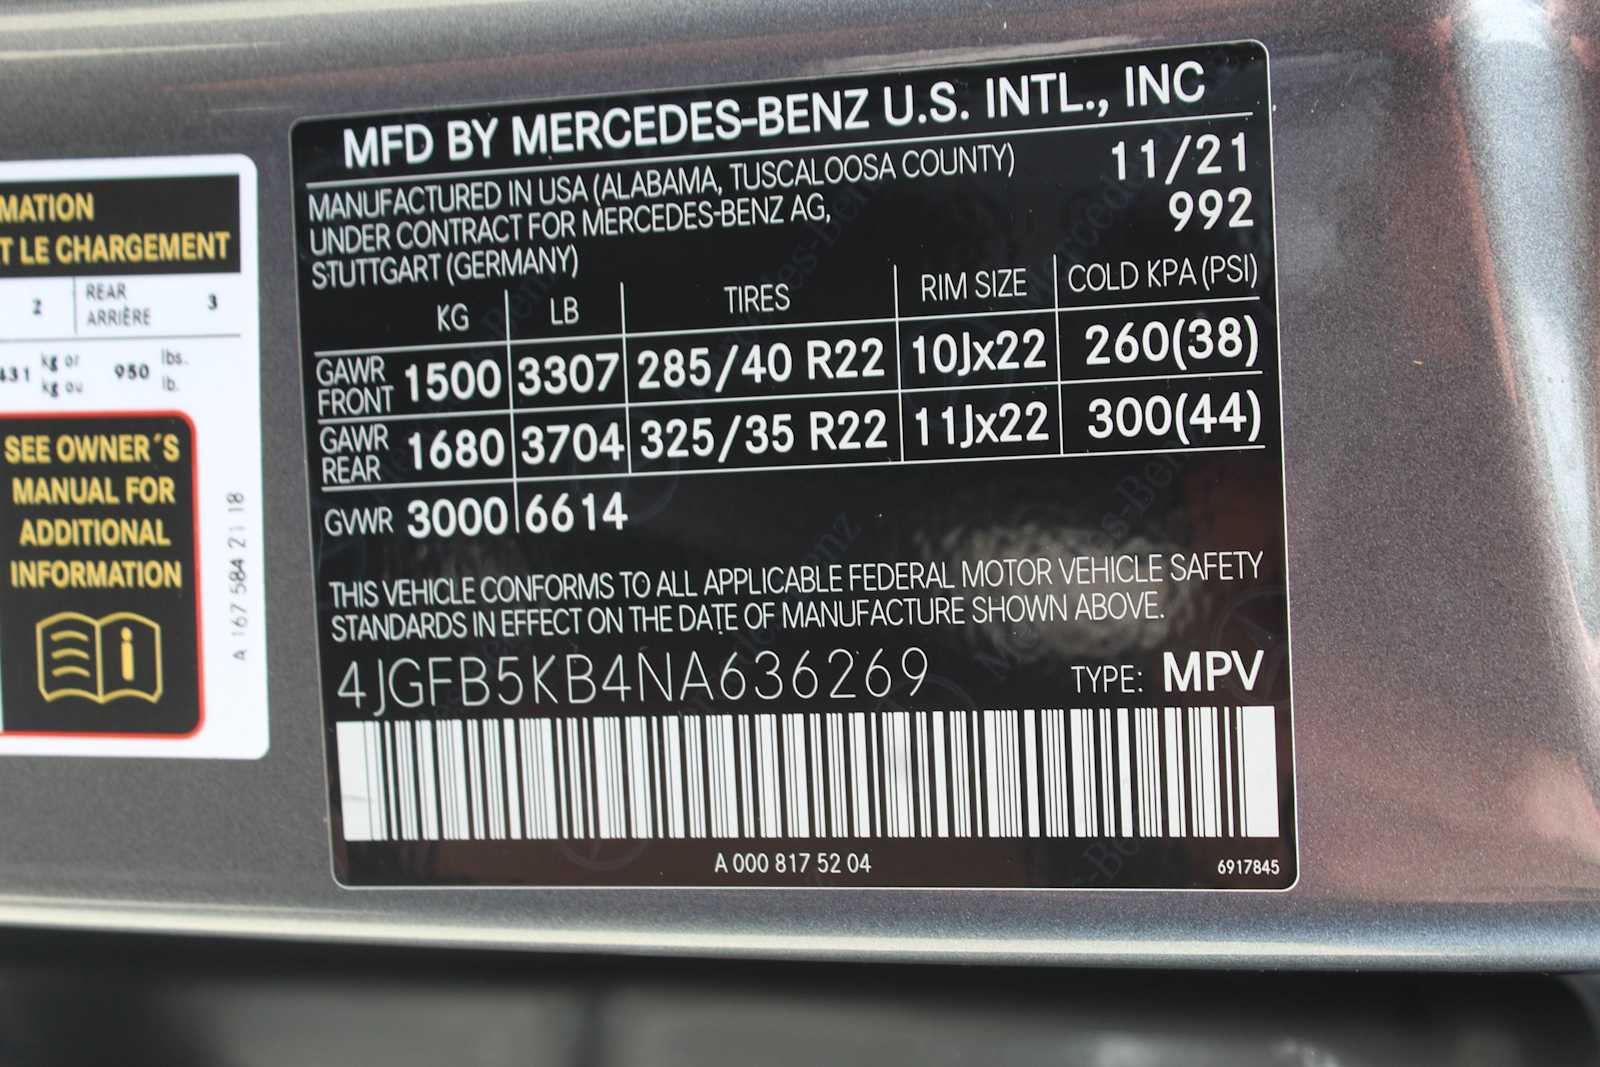 MATION
T LE CHARGEMENT
2 REAR ARRIÈRE 3
431 kg or kg ou 950 lbs. lb.
SEE OWNER´S
MANUAL FOR
ADDITIONAL
INFORMATION
A 167 584 21 18
MFD BY MERCEDES-BENZ U.S. INTL., INC
MANUFACTURED IN USA (ALABAMA, TUSCALOOSA COUNTY) 11/21
UNDER CONTRACT FOR MERCEDES-BENZ AG, 992
STUTTGART (GERMANY)
KG LB TIRES RIM SIZE COLD KPA (PSI)
GAWR FRONT 1500 3307 285/40 R22 10Jx22 260(38)
GAWR REAR 1680 3704 325/35 R22 11Jx22 300(44)
GVWR 3000 6614
THIS VEHICLE CONFORMS TO ALL APPLICABLE FEDERAL MOTOR VEHICLE SAFETY
STANDARDS IN EFFECT ON THE DATE OF MANUFACTURE SHOWN ABOVE.
4JGFB5KB4NA636269 TYPE: MPV
A 000 817 52 04 6917845